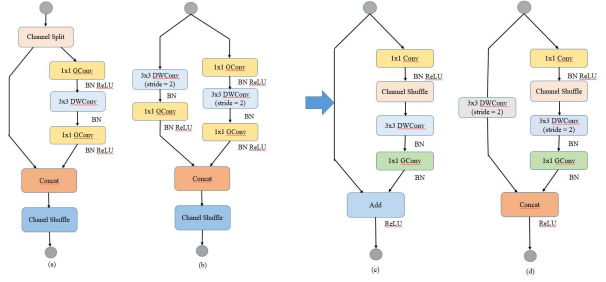 Channel Split
1x1 GConv
BN ReLU
3x3 DWConv
BN
1x1 GConv
BN ReLU
Concat
Chanel Shuffle
(a)
3x3 DWConv
(stride = 2)
BN
1x1 GConv
BN ReLU
1x1 GConv
BN ReLU
3x3 DWConv
(stride = 2)
BN
1x1 GConv
BN ReLU
Concat
Chanel Shuffle
(b)
1x1 Conv
BN ReLU
Channel Shuffle
3x3 DWConv
BN
1x1 GConv
BN
Add
ReLU
(c)
3x3 DWConv
(stride = 2)
1x1 Conv
BN ReLU
Channel Shuffle
3x3 DWConv
(stride = 2)
BN
1x1 GConv
BN
Concat
ReLU
(d)